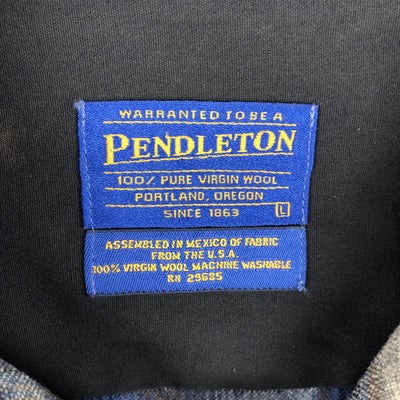 WARRANTED TO BE A
PENDLETON
100% PURE VIRGIN WOOL
PORTLAND, OREGON
SINCE 1863 L
ASSEMBLED IN MEXICO OF FABRIC
FROM THE U.S.A.
100% VIRGIN WOOL MACHINE WASHABLE
RN 29685